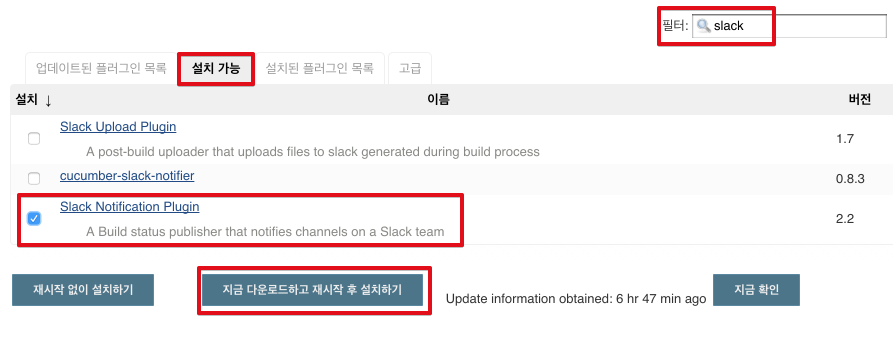 필터: slack
업데이트된 플러그인 목록 설치 가능 설치된 플러그인 목록 고급
설치 ↓ 이름 버전
Slack Upload Plugin
A post-build uploader that uploads files to slack generated during build process
1.7
cucumber-slack-notifier 0.8.3
Slack Notification Plugin
A Build status publisher that notifies channels on a Slack team
2.2
재시작 없이 설치하기 지금 다운로드하고 재시작 후 설치하기 Update information obtained: 6 hr 47 min ago 지금 확인